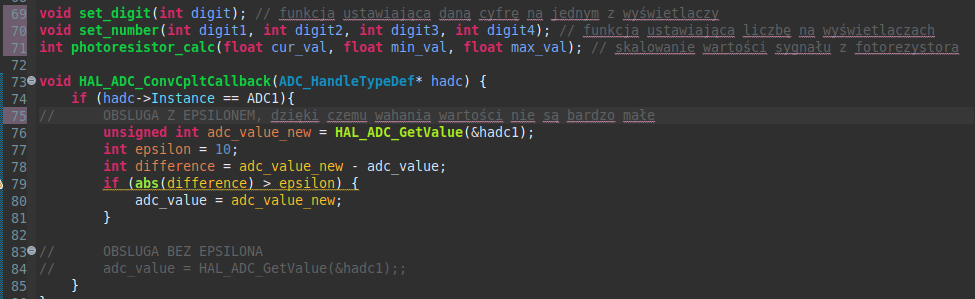 69 void set_digit(int digit); // funkcja ustawiająca daną cyfrę na jednym z wyświetlaczy
70 void set_number(int digit1, int digit2, int digit3, int digit4); // funkcja ustawiająca liczbę na wyświetlaczach
71 int photoresistor_calc(float cur_val, float min_val, float max_val); // skalowanie wartości sygnału z fotorezystora
72
73 void HAL_ADC_ConvCpltCallback(ADC_HandleTypeDef* hadc) {
74 if (hadc->Instance == ADC1){
75 // OBSLUGA Z EPSILONEM, dzięki czemu wahania wartości nie są bardzo małe
76 unsigned int adc_value_new = HAL_ADC_GetValue(&hadc1);
77 int epsilon = 10;
78 int difference = adc_value_new - adc_value;
79 if (abs(difference) > epsilon) {
80 adc_value = adc_value_new;
81 }
82
83 // OBSLUGA BEZ EPSILONA
84 // adc_value = HAL_ADC_GetValue(&hadc1);;
85 }